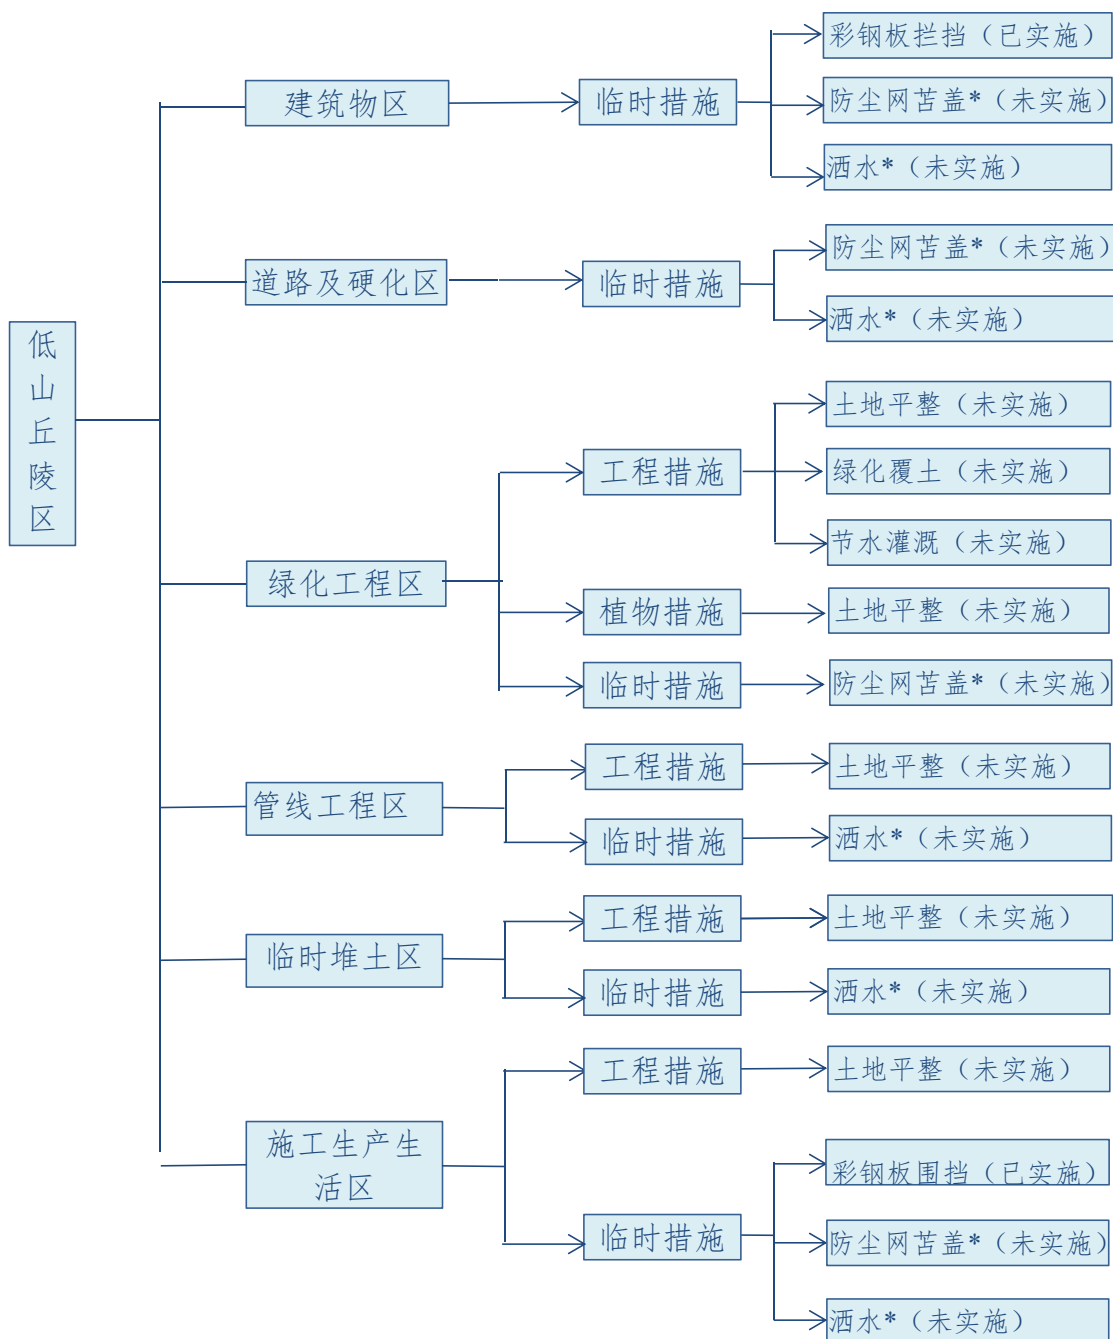 低
山
丘
陵
区
建筑物区
临时措施
彩钢板拦挡（已实施）
防尘网苫盖*（未实施）
洒水*（未实施）
道路及硬化区
临时措施
防尘网苫盖*（未实施）
洒水*（未实施）
绿化工程区
工程措施
土地平整（未实施）
绿化覆土（未实施）
节水灌溉（未实施）
植物措施
土地平整（未实施）
临时措施
防尘网苫盖*（未实施）
管线工程区
工程措施
土地平整（未实施）
临时措施
洒水*（未实施）
临时堆土区
工程措施
土地平整（未实施）
临时措施
洒水*（未实施）
施工生产生
活区
工程措施
土地平整（未实施）
临时措施
彩钢板围挡（已实施）
防尘网苫盖*（未实施）
洒水*（未实施）